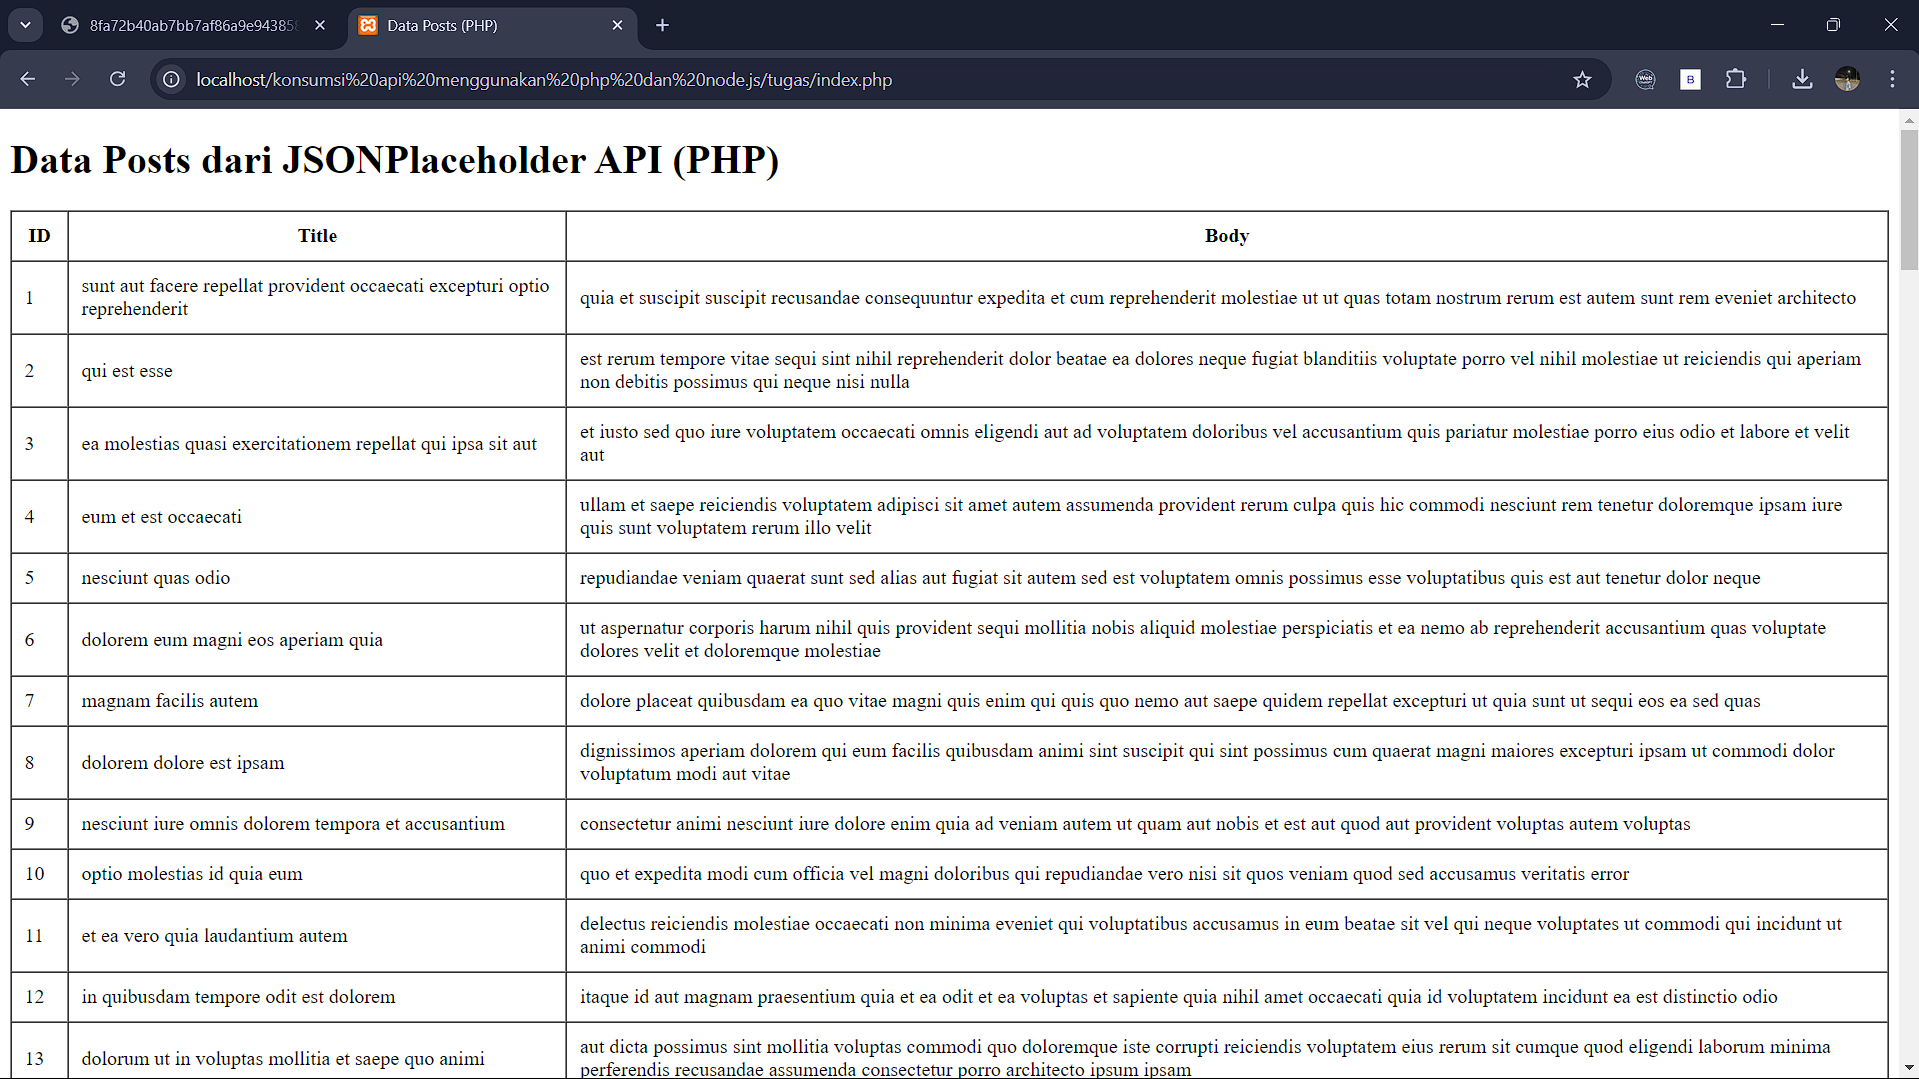 8fa72b40ab7bb7af86a9e94385
Data Posts (PHP)
localhost/konsumsi%20api%20menggunakan%20php%20dan%20node.js/tugas/index.php
Web
B
Data Posts dari JSONPlaceholder API (PHP)
ID Title Body
1 sunt aut facere repellat provident occaecati excepturi optio
reprehenderit
quia et suscipit suscipit recusandae consequuntur expedita et cum reprehenderit molestiae ut ut quas totam nostrum rerum est autem sunt rem eveniet architecto
2 qui est esse
est rerum tempore vitae sequi sint nihil reprehenderit dolor beatae ea dolores neque fugiat blanditiis voluptate porro vel nihil molestiae ut reiciendis qui aperiam
non debitis possimus qui neque nisi nulla
3 ea molestias quasi exercitationem repellat qui ipsa sit aut
et iusto sed quo iure voluptatem occaecati omnis eligendi aut ad voluptatem doloribus vel accusantium quis pariatur molestiae porro eius odio et labore et velit
aut
4 eum et est occaecati
ullam et saepe reiciendis voluptatem adipisci sit amet autem assumenda provident rerum culpa quis hic commodi nesciunt rem tenetur doloremque ipsam iure
quis sunt voluptatem rerum illo velit
5 nesciunt quas odio
repudiandae veniam quaerat sunt sed alias aut fugiat sit autem sed est voluptatem omnis possimus esse voluptatibus quis est aut tenetur dolor neque
6 dolorem eum magni eos aperiam quia
ut aspernatur corporis harum nihil quis provident sequi mollitia nobis aliquid molestiae perspiciatis et ea nemo ab reprehenderit accusantium quas voluptate
dolores velit et doloremque molestiae
7 magnam facilis autem
dolore placeat quibusdam ea quo vitae magni quis enim qui quis quo nemo aut saepe quidem repellat excepturi ut quia sunt ut sequi eos ea sed quas
8 dolorem dolore est ipsam
dignissimos aperiam dolorem qui eum facilis quibusdam animi sint suscipit qui sint possimus cum quaerat magni maiores excepturi ipsam ut commodi dolor
voluptatum modi aut vitae
9 nesciunt iure omnis dolorem tempora et accusantium
consectetur animi nesciunt iure dolore enim quia ad veniam autem ut quam aut nobis et est aut quod aut provident voluptas autem voluptas
10 optio molestias id quia eum
quo et expedita modi cum officia vel magni doloribus qui repudiandae vero nisi sit quos veniam quod sed accusamus veritatis error
11 et ea vero quia laudantium autem
delectus reiciendis molestiae occaecati non minima eveniet qui voluptatibus accusamus in eum beatae sit vel qui neque voluptates ut commodi qui incidunt ut
animi commodi
12 in quibusdam tempore odit est dolorem
itaque id aut magnam praesentium quia et ea odit et ea voluptas et sapiente quia nihil amet occaecati quia id voluptatem incidunt ea est distinctio odio
13 dolorum ut in voluptas mollitia et saepe quo animi
aut dicta possimus sint mollitia voluptas commodi quo doloremque iste corrupti reiciendis voluptatem eius rerum sit cumque quod eligendi laborum minima
perferendis recusandae assumenda consectetur porro architecto ipsum ipsam